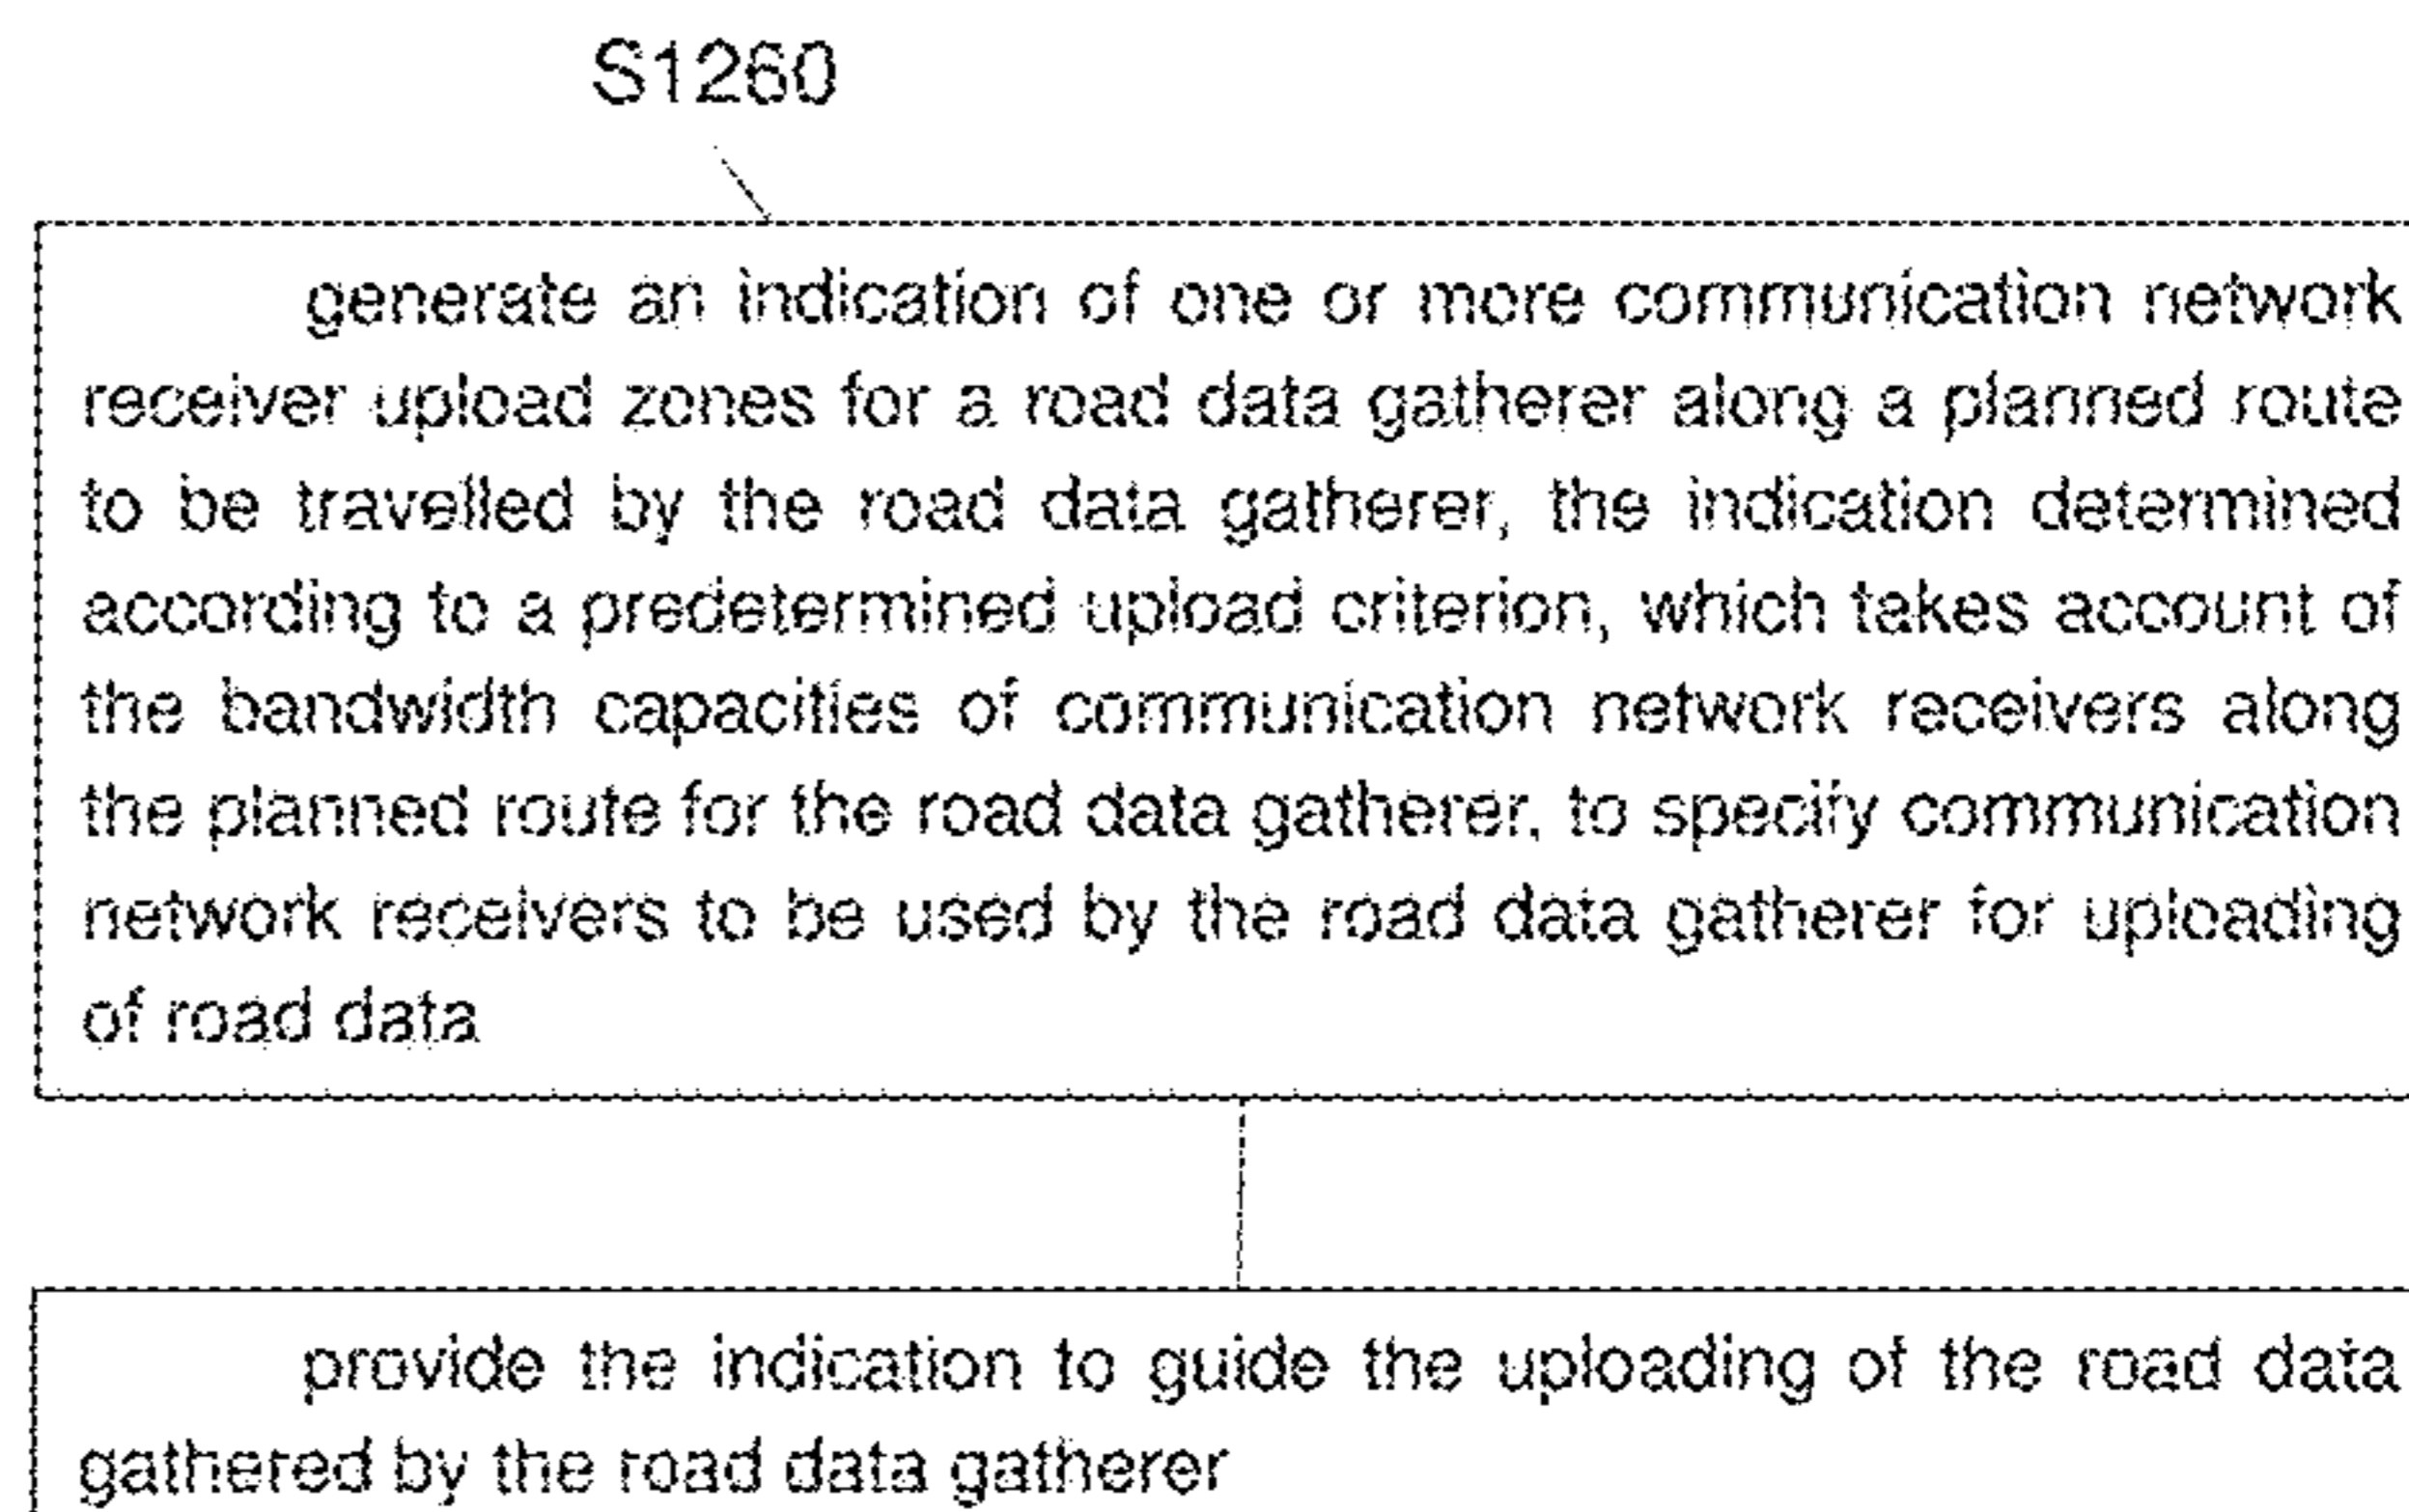 S1260
generate an indication of one or more communication network
receiver upload zones for a road data gatherer along a planned route
to be travelled by the road data gatherer, the indication determined
according to a predetermined upload criterion, which takes account of
the bandwidth capacities of communication network receivers along
the planned route for the road data gatherer, to specify communication
network receivers to be used by the road data gatherer for uploading
of road data
provide the indication to guide the uploading of the road data
gathered by the road data gatherer